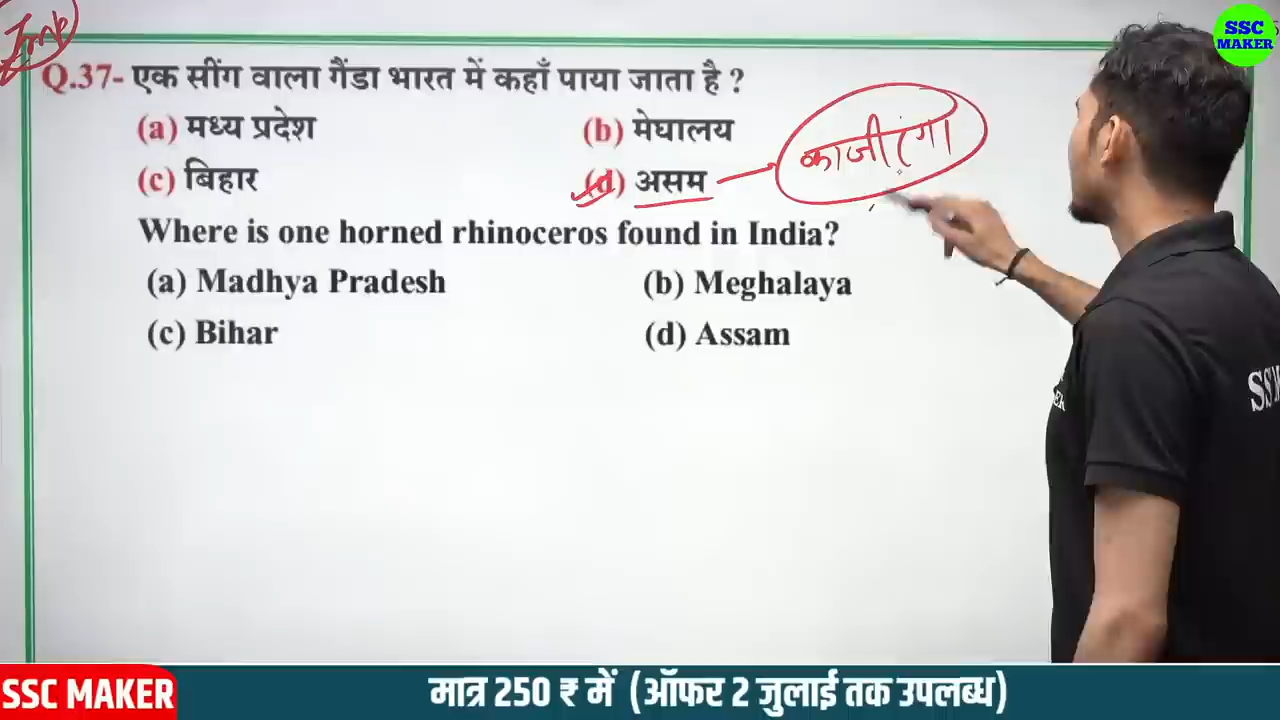 Imp
SSC
MAKER
Q.37- एक सींग वाला गैंडा भारत में कहाँ पाया जाता है ?
(a) मध्य प्रदेश (b) मेघालय
काजीरंगा
(c) बिहार (d) असम
Where is one horned rhinoceros found in India?
(a) Madhya Pradesh (b) Meghalaya
(c) Bihar (d) Assam
SSC MAKER मात्र 250 ₹ में (ऑफर 2 जुलाई तक उपलब्ध)